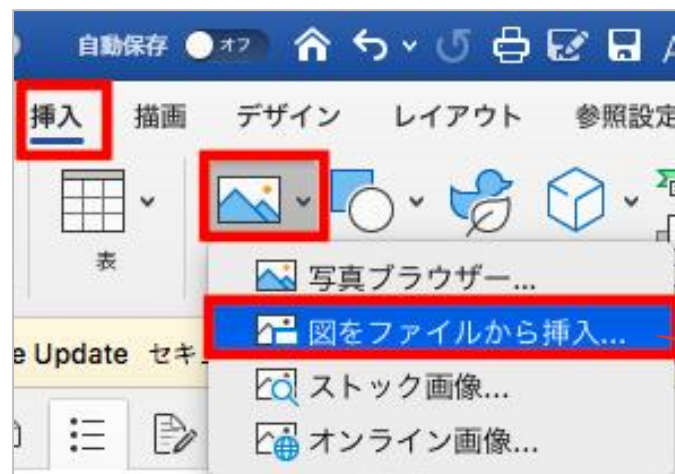 自動保存 オフ
挿入 描画 デザイン レイアウト 参照設定
表
写真ブラウザー...
図をファイルから挿入...
e Update セキ
ストック画像...
オンライン画像...